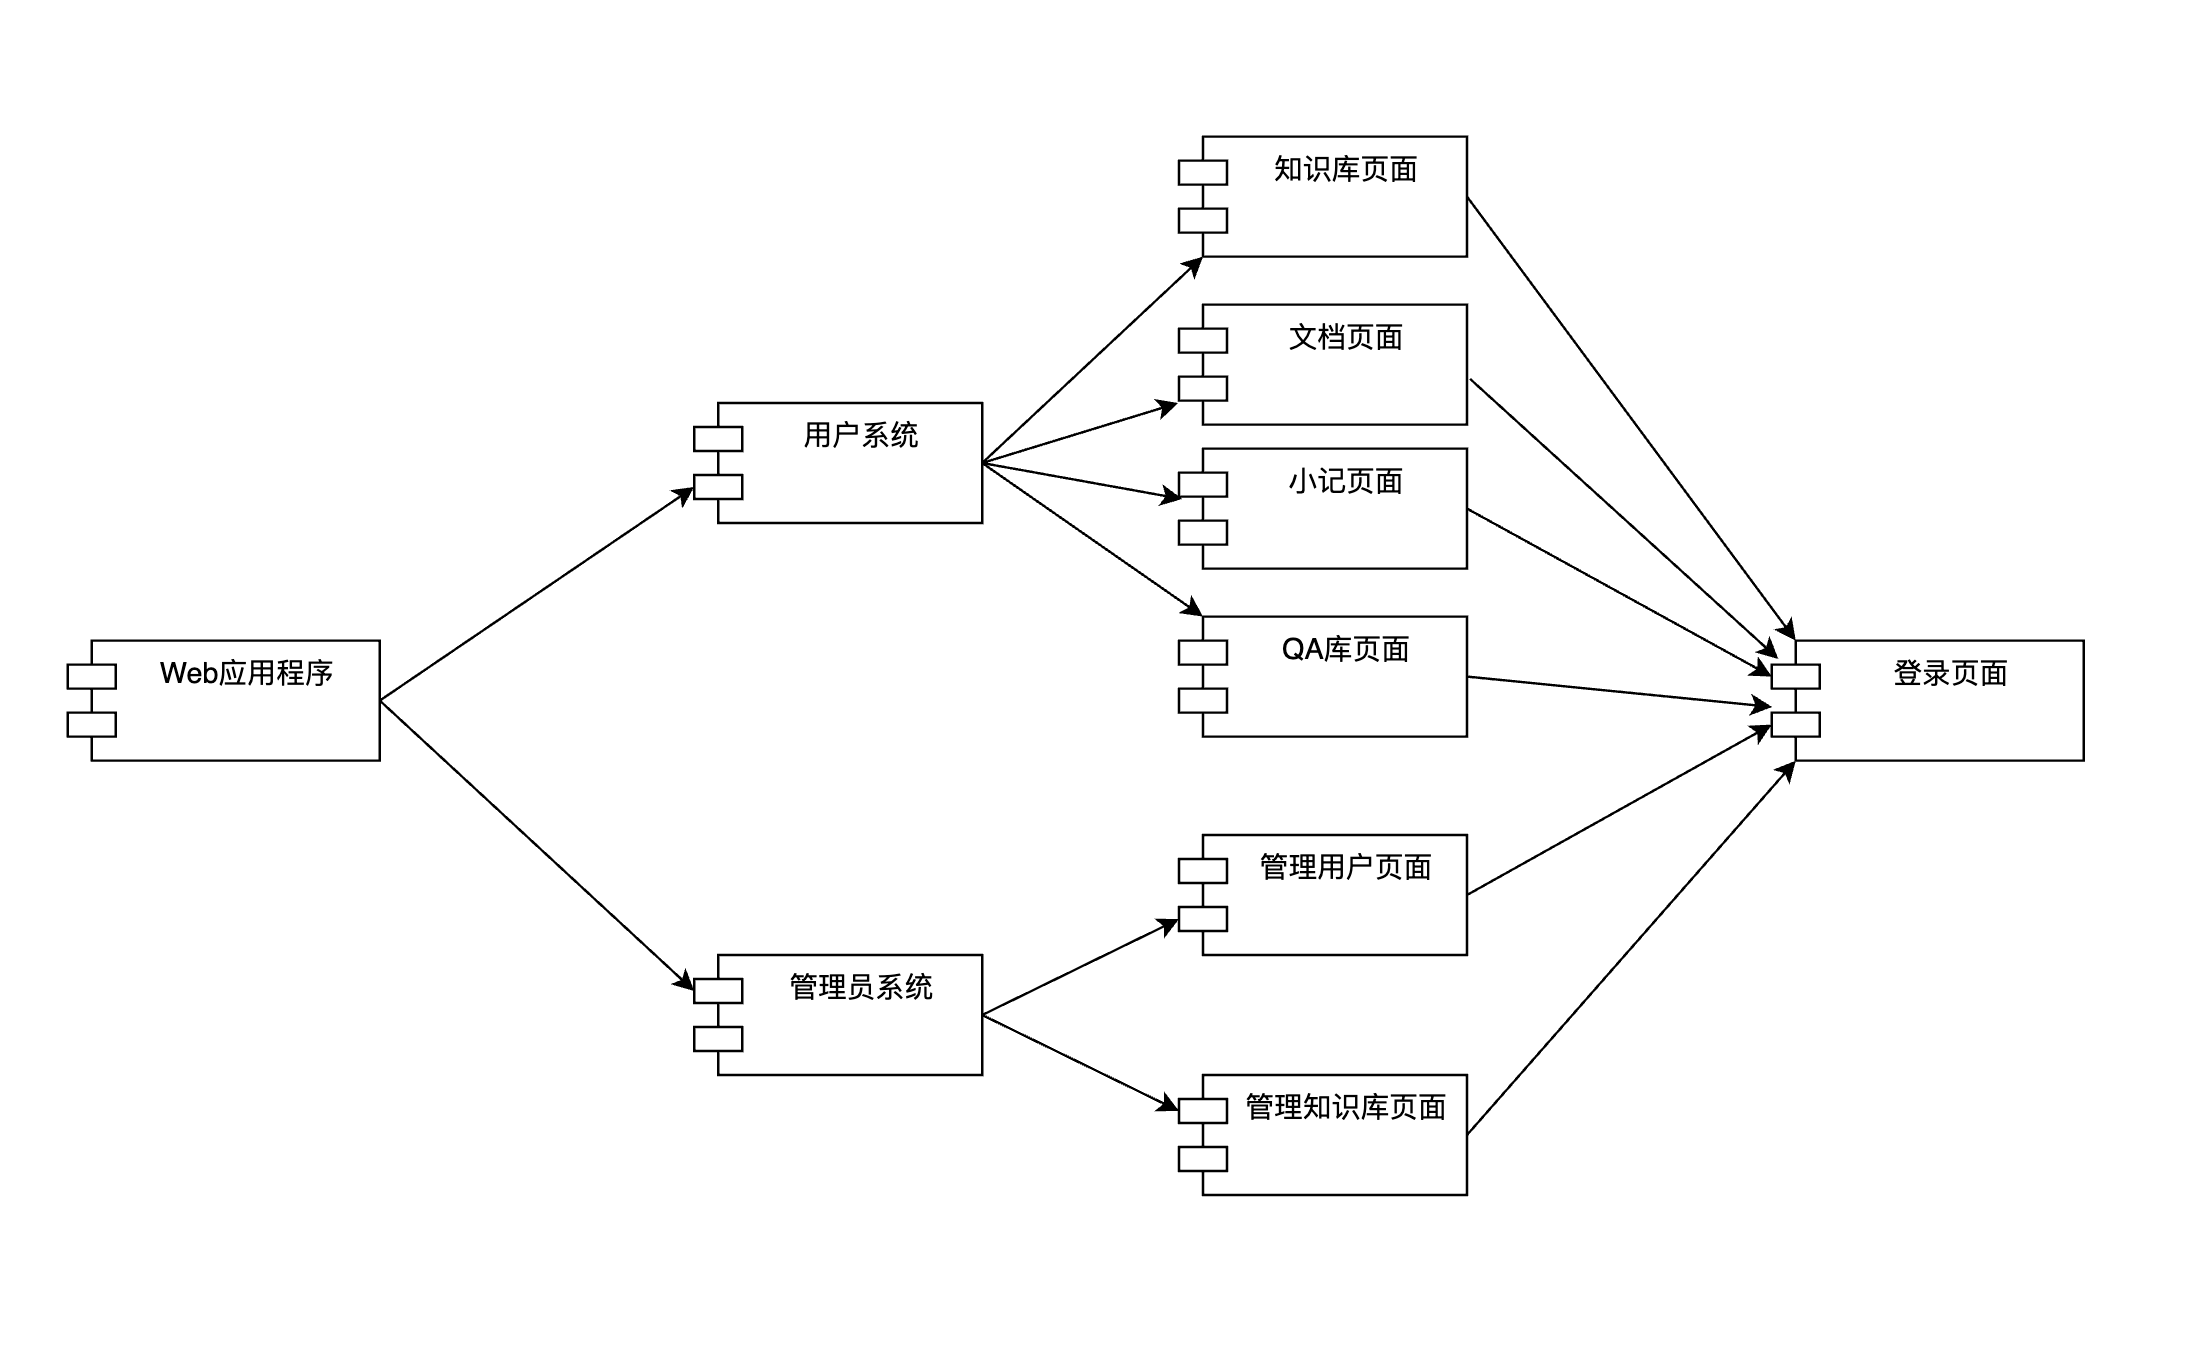 知识库页面
文档页面
用户系统
小记页面
QA库页面
Web应用程序
登录页面
管理用户页面
管理员系统
管理知识库页面